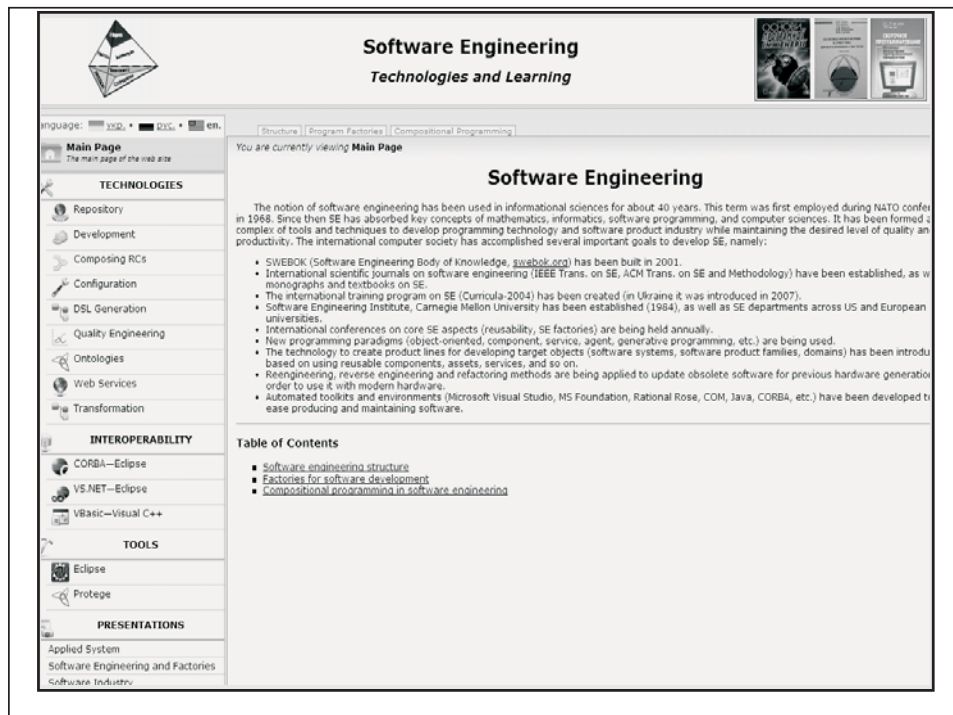 Software Engineering
Technologies and Learning
nguage: укр. • рус. • en.
Structure Program Factories Compositional Programming
Main Page
The main page of the web site
You are currently viewing Main Page
TECHNOLOGIES
Repository
Development
Composing RCs
Configuration
DSL Generation
Quality Engineering
Ontologies
Web Services
Transformation
INTEROPERABILITY
CORBA—Eclipse
VS.NET—Eclipse
VBasic—Visual C++
TOOLS
Eclipse
Protege
PRESENTATIONS
Applied System
Software Engineering and Factories
Software Industry
Software Engineering
The notion of software engineering has been used in informational sciences for about 40 years. This term was first employed during NATO confe
in 1968. Since then SE has absorbed key concepts of mathematics, informatics, software programming, and computer sciences. It has been formed a
complex of tools and techniques to develop programming technology and software product industry while maintaining the desired level of quality an
productivity. The international computer society has accomplished several important goals to develop SE, namely:
• SWEBOK (Software Engineering Body of Knowledge, swebok.org) has been built in 2001.
• International scientific journals on software engineering (IEEE Trans. on SE, ACM Trans. on SE and Methodology) have been established, as w
monographs and textbooks on SE.
• The international training program on SE (Curricula-2004) has been created (in Ukraine it was introduced in 2007).
• Software Engineering Institute, Carnegie Mellon University has been established (1984), as well as SE departments across US and European
universities.
• International conferences on core SE aspects (reusability, SE factories) are being held annually.
• New programming paradigms (object-oriented, component, service, agent, generative programming, etc.) are being used.
• The technology to create product lines for developing target objects (software systems, software product families, domains) has been introdu
based on using reusable components, assets, services, and so on.
• Reengineering, reverse engineering and refactoring methods are being applied to update obsolete software for previous hardware generatio
order to use it with modern hardware.
• Automated toolkits and environments (Microsoft Visual Studio, MS Foundation, Rational Rose, COM, Java, CORBA, etc.) have been developed t
ease producing and maintaining software.
Table of Contents
Software engineering structure
Factories for software development
Compositional programming in software engineering